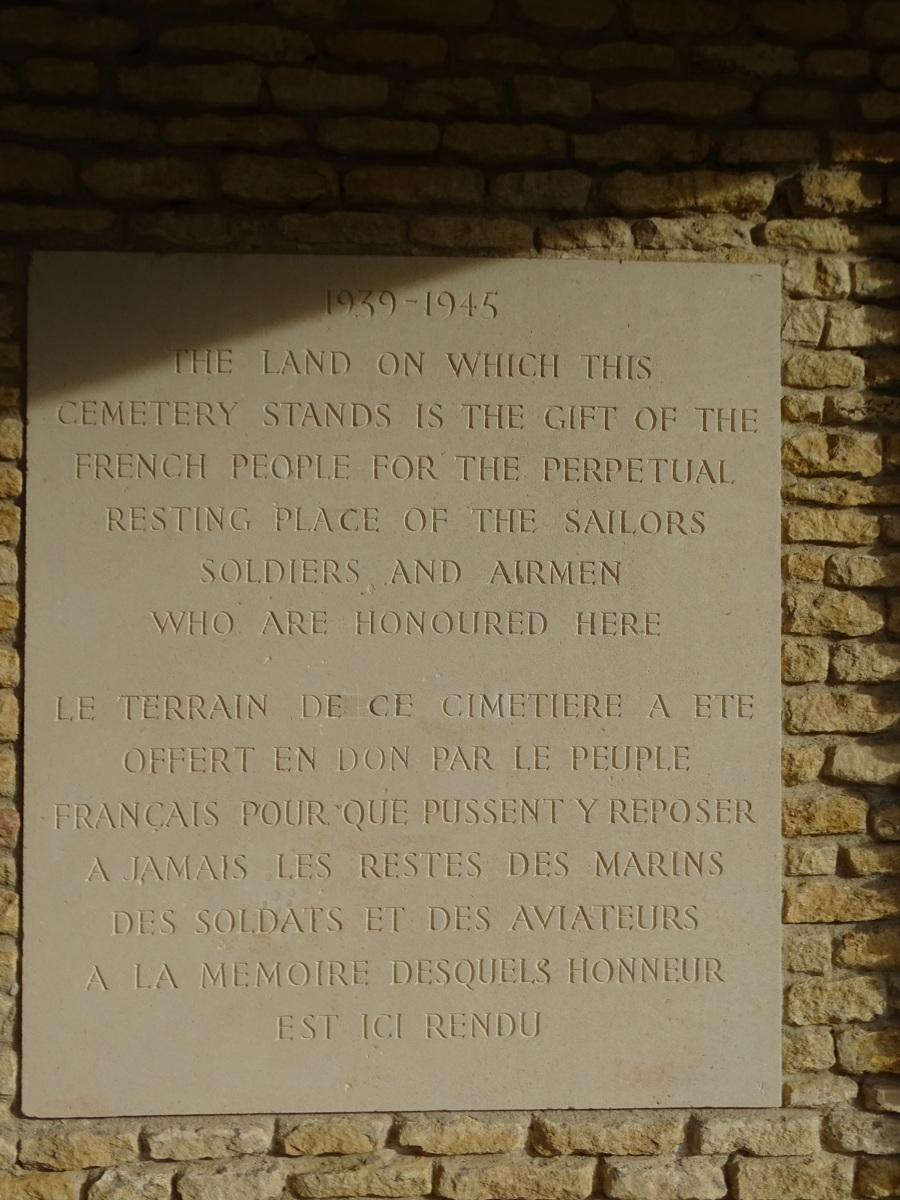 1939-1945
THE LAND ON WHICH THIS
CEMETERY STANDS IS THE GIFT OF THE
FRENCH PEOPLE FOR THE PERPETUAL
RESTING PLACE OF THE SAILORS
SOLDIERS AND AIRMEN
WHO ARE HONOURED HERE
LE TERRAIN DE CE CIMETIERE A ETE
OFFERT EN DON PAR LE PEUPLE
FRANÇAIS POUR QUE PUSSENT Y REPOSER
A JAMAIS LES RESTES DES MARINS
DES SOLDATS ET DES AVIATEURS
A LA MEMOIRE DESQUELS HONNEUR
EST ICI RENDU